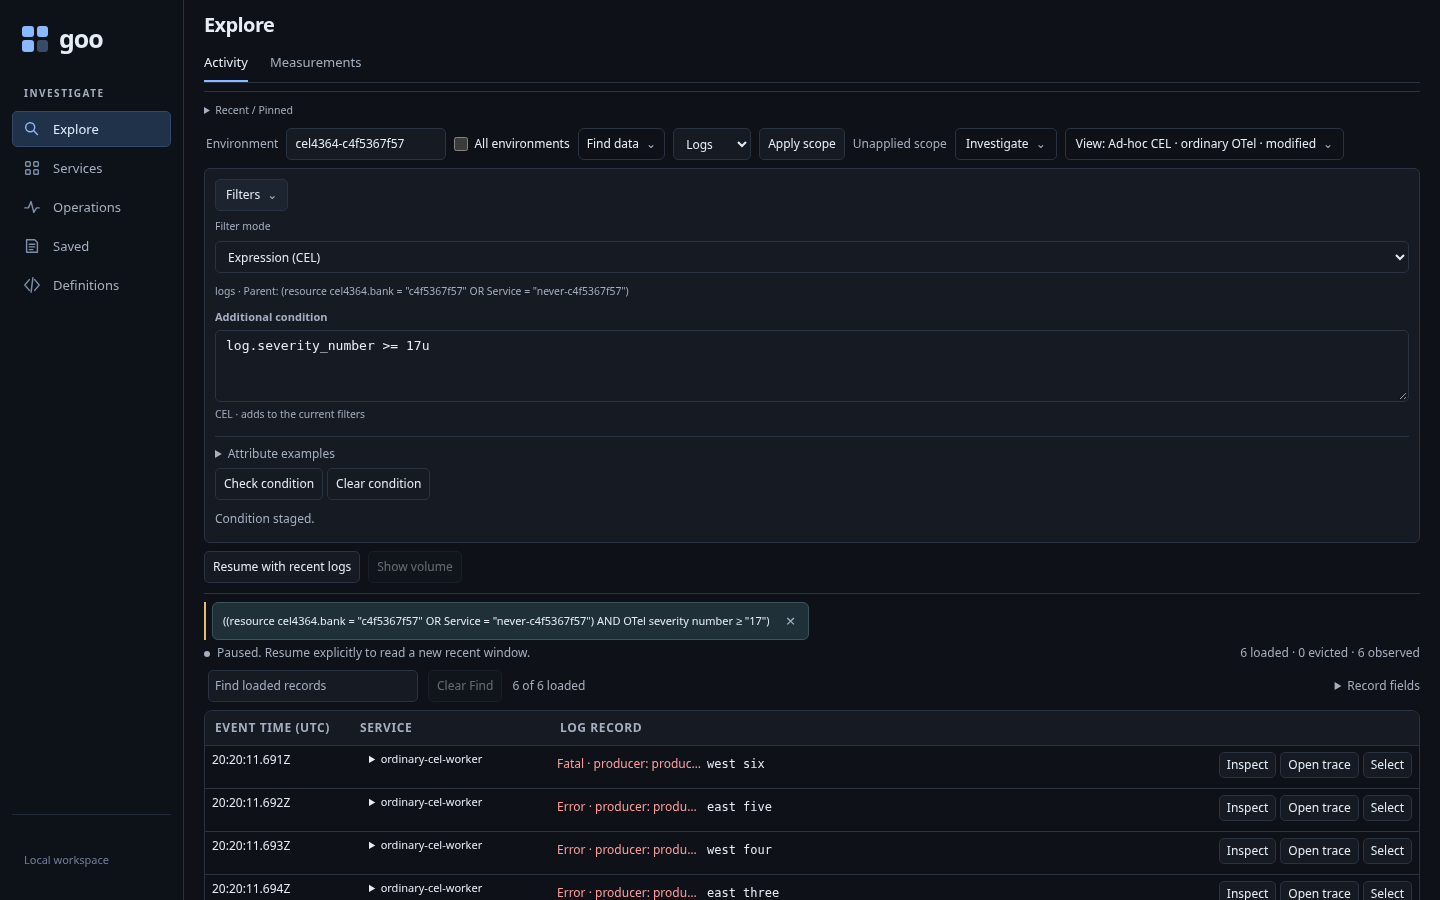 goo
INVESTIGATE
Explore
Services
Operations
Saved
Definitions
Local workspace
Explore
Activity Measurements
Recent / Pinned
Environment cel4364-c4f5367f57 All environments Find data Logs Apply scope Unapplied scope Investigate View: Ad-hoc CEL · ordinary OTel · modified
Filters
Filter mode
Expression (CEL)
logs · Parent: (resource cel4364.bank = "c4f5367f57" OR Service = "never-c4f5367f57")
Additional condition
log.severity_number >= 17u
CEL · adds to the current filters
Attribute examples
Check condition Clear condition
Condition staged.
Resume with recent logs Show volume
((resource cel4364.bank = "c4f5367f57" OR Service = "never-c4f5367f57") AND OTel severity number ≥ "17") ×
Paused. Resume explicitly to read a new recent window. 6 loaded · 0 evicted · 6 observed
Find loaded records Clear Find 6 of 6 loaded Record fields
EVENT TIME (UTC) SERVICE LOG RECORD
20:20:11.691Z ordinary-cel-worker Fatal · producer: produc... west six Inspect Open trace Select
20:20:11.692Z ordinary-cel-worker Error · producer: produ... east five Inspect Open trace Select
20:20:11.693Z ordinary-cel-worker Error · producer: produ... west four Inspect Open trace Select
20:20:11.694Z ordinary-cel-worker Error · producer: produ... east three Inspect Open trace Select